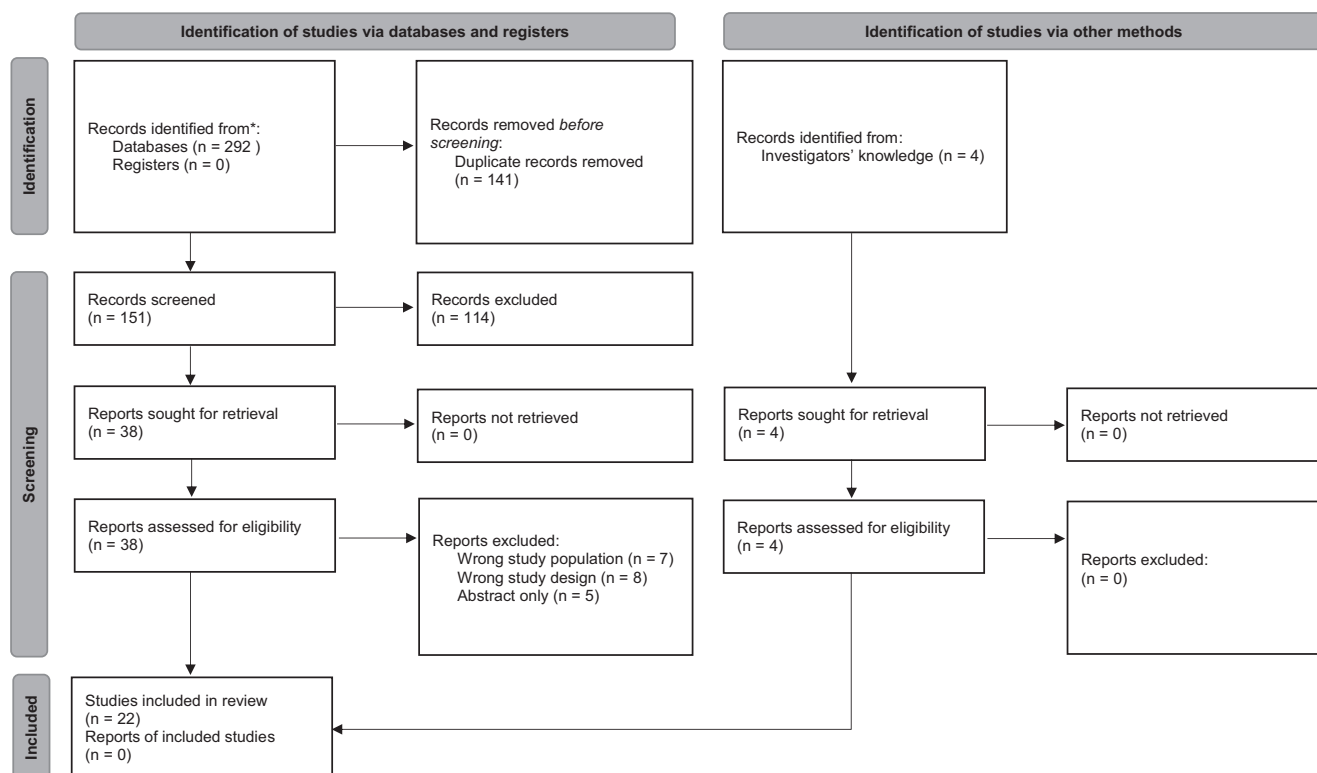 Identification of studies via databases and registers
Identification of studies via other methods
Identification
Records identified from*:
Databases (n = 292 )
Registers (n = 0)
Records removed before
screening:
Duplicate records removed
(n = 141)
Records identified from:
Investigators’ knowledge (n = 4)
Screening
Records screened
(n = 151)
Records excluded
(n = 114)
Reports sought for retrieval
(n = 38)
Reports not retrieved
(n = 0)
Reports sought for retrieval
(n = 4)
Reports not retrieved
(n = 0)
Reports assessed for eligibility
(n = 38)
Reports excluded:
Wrong study population (n = 7)
Wrong study design (n = 8)
Abstract only (n = 5)
Reports assessed for eligibility
(n = 4)
Reports excluded:
(n = 0)
Included
Studies included in review
(n = 22)
Reports of included studies
(n = 0)